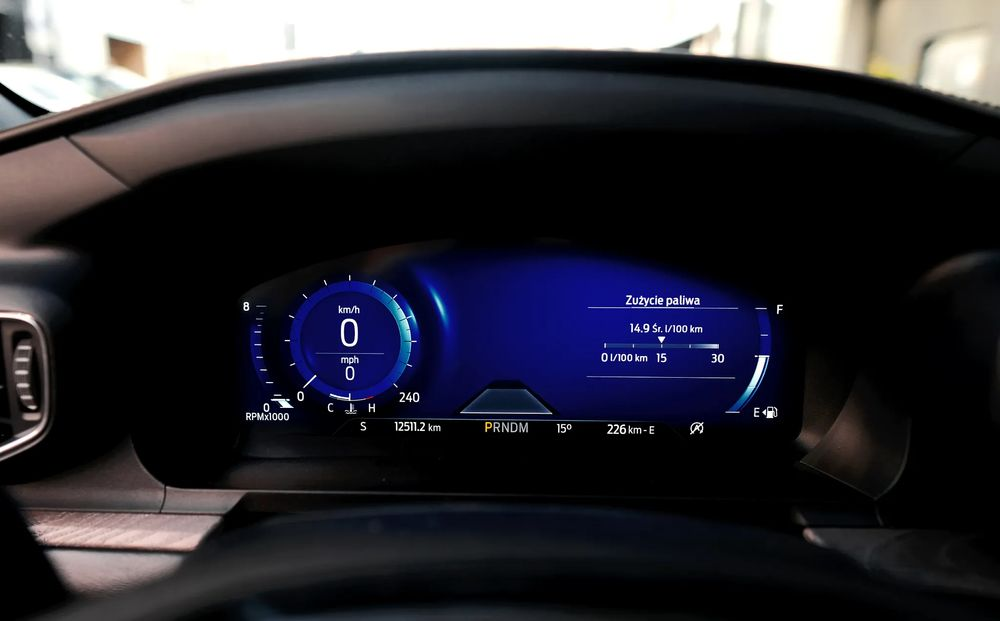 8
0
RPMx1000
km/h
0
mph
0
0
240
C H
Zużycie paliwa
14.9 Śr. l/100 km
0 l/100 km 15 30
F
E
S 12511.2 km PRNDM 15º 226 km - E